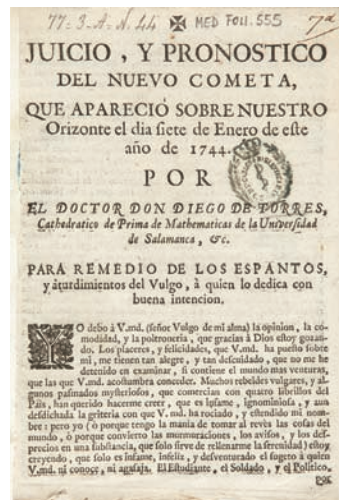 77=3-A-N.44 ✠ MED FOLL.555 7ª
JUICIO, Y PRONOSTICO
DEL NUEVO COMETA,
QUE APARECIÓ SOBRE NUESTRO
Orizonte el dia siete de Enero de este
año de 1744.
POR
EL DOCTOR DON DIEGO DE TORRES,
Cathedratico de Prima de Mathematicas de la Universidad
de Salamanca, &c.
PARA REMEDIO DE LOS ESPANTOS,
y aturdimientos del Vulgo, à quien lo dedica con
buena intencion.
YO debo à V.md. (señor Vulgo de mi alma) la opinion, la co-
modidad, y la poltroneria, que gracias à Dios estoy gozan-
do. Los placeres, y felicidades, que V.md. ha puesto sobre
mi, me tienen tan alegre, y tan descuidado, que no me he
detenido en examinar, si contiene el mundo mas venturas,
que las que V.md. acostumbra conceder. Muchos rebeldes vulgares, y al-
gunos pasmados mysteriosos, que comercian con quatro librillos del
Pais, han querido hacerme creer, que es infame, ignominiosa, y aun
desdichada la griteria con que V.md. ha rociado, y estendido mi nom-
bre: pero yo (ò porque tengo la mania de tomar al revès las cosas del
mundo, ò porque convierto las murmuraciones, los avisos, y los des-
precios en una substancia, que solo sirve de rellenarme la serenidad) estoy
creyendo, que solo es infame, infeliz, y desventurado el sugeto à quien
V.md. ni conoce, ni agasaja. El Estudiante, el Soldado, y el Politico,
por